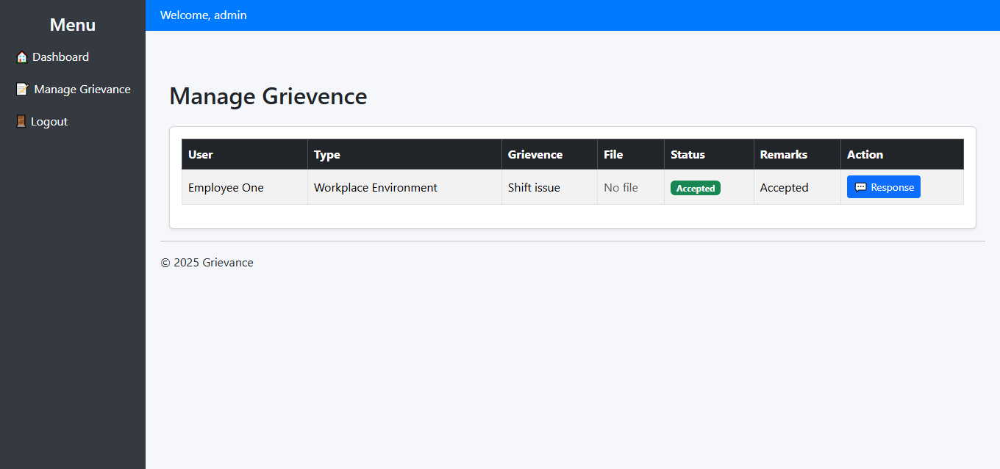 Menu
🏠 Dashboard
📝 Manage Grievance
🚪 Logout
Welcome, admin
Manage Grievence
User Type Grievence File Status Remarks Action
Employee One Workplace Environment Shift issue No file Accepted Accepted 💬 Response
© 2025 Grievance